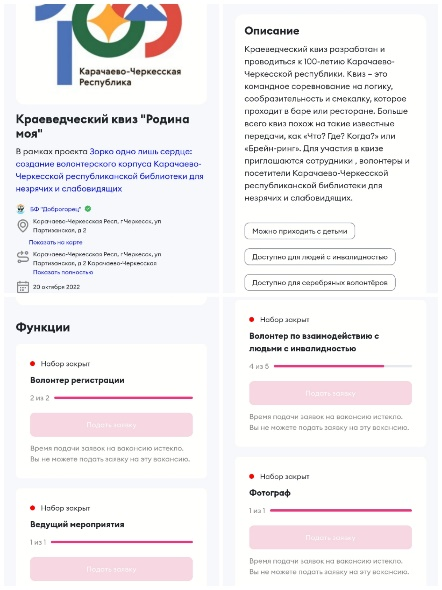 Карачаево-Черкесская
Республика
Краеведческий квиз "Родина
моя"
В рамках проекта Зорко одно лишь сердце:
создание волонтерского корпуса Карачаево-
Черкесской республиканской библиотеки для
незрячих и слабовидящих
БФ "Доброгорец"
Карачаево-Черкесская Респ, г Черкесск, ул
Партизанская, д 2
Показать на карте
Карачаево-Черкесская Респ, г Черкесск, ул
Партизанская, д 2 Карачаево-Черкесская
Показать полностью
20 октября 2022
Описание
Краеведческий квиз разработан и
проводиться к 100-летию Карачаево-
Черкесской республики. Квиз – это
командное соревнование на логику,
сообразительность и смекалку, которое
проходит в баре или ресторане. Больше
всего квиз похож на такие известные
передачи, как «Что? Где? Когда?» или
«Брейн-ринг». Для участия в квизе
приглашаются сотрудники , волонтеры и
посетители Карачаево-Черкесской
республиканской библиотеки для
незрячих и слабовидящих.
Можно приходить с детьми
Доступно для людей с инвалидностью
Доступно для серебряных волонтёров
Функции
Набор закрыт
Волонтер регистрации
2 из 2
Подать заявку
Время подачи заявок на вакансию истекло.
Вы не можете подать заявку на эту вакансию.
Набор закрыт
Ведущий мероприятия
1 из 1
Подать заявку
Набор закрыт
Волонтер по взаимодействию с
людьми с инвалидностью
4 из 5
Подать заявку
Время подачи заявок на вакансию истекло.
Вы не можете подать заявку на эту вакансию.
Набор закрыт
Фотограф
1 из 1
Подать заявку
Время подачи заявок на вакансию истекло.
Вы не можете подать заявку на эту вакансию.